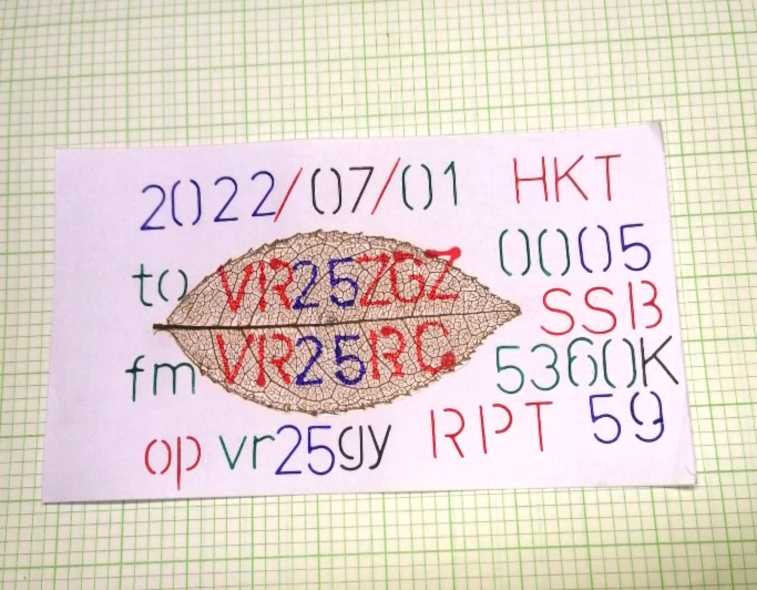 2022/07/01 HKT
0005
to VR25ZGZ
SSB
fm VR25RC
5360K
op vr25gy RPT 59